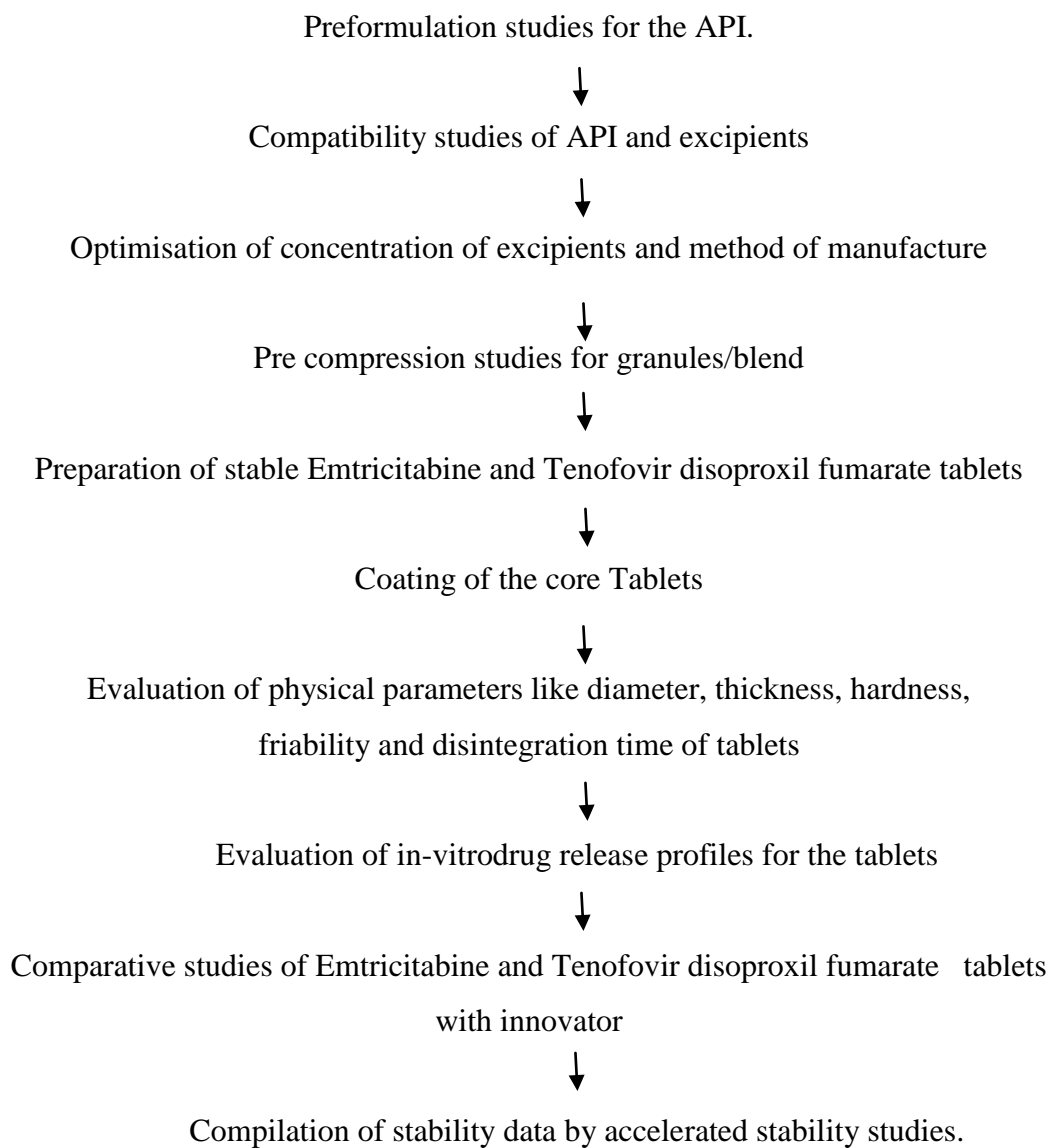 Preformulation studies for the API.
Compatibility studies of API and excipients
Optimisation of concentration of excipients and method of manufacture
Pre compression studies for granules/blend
Preparation of stable Emtricitabine and Tenofovir disoproxil fumarate tablets
Coating of the core Tablets
Evaluation of physical parameters like diameter, thickness, hardness,
friability and disintegration time of tablets
Evaluation of in-vitrodrug release profiles for the tablets
Comparative studies of Emtricitabine and Tenofovir disoproxil fumarate tablets
with innovator
Compilation of stability data by accelerated stability studies.